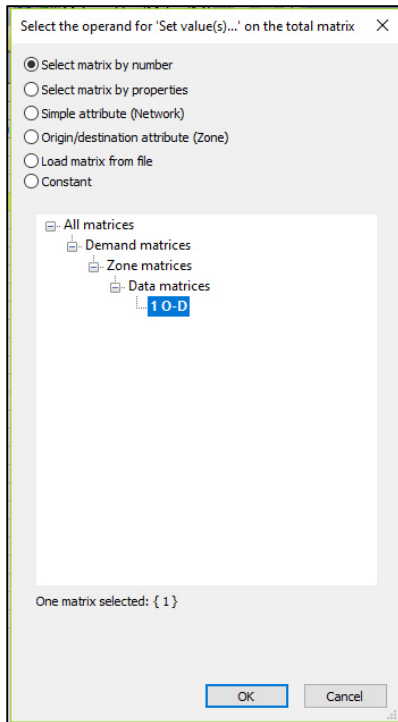 Select the operand for 'Set value(s)...' on the total matrix
Select matrix by number
Select matrix by properties
Simple attribute (Network)
Origin/destination attribute (Zone)
Load matrix from file
Constant
All matrices
Demand matrices
Zone matrices
Data matrices
1 O-D
One matrix selected: { 1 }
OK Cancel